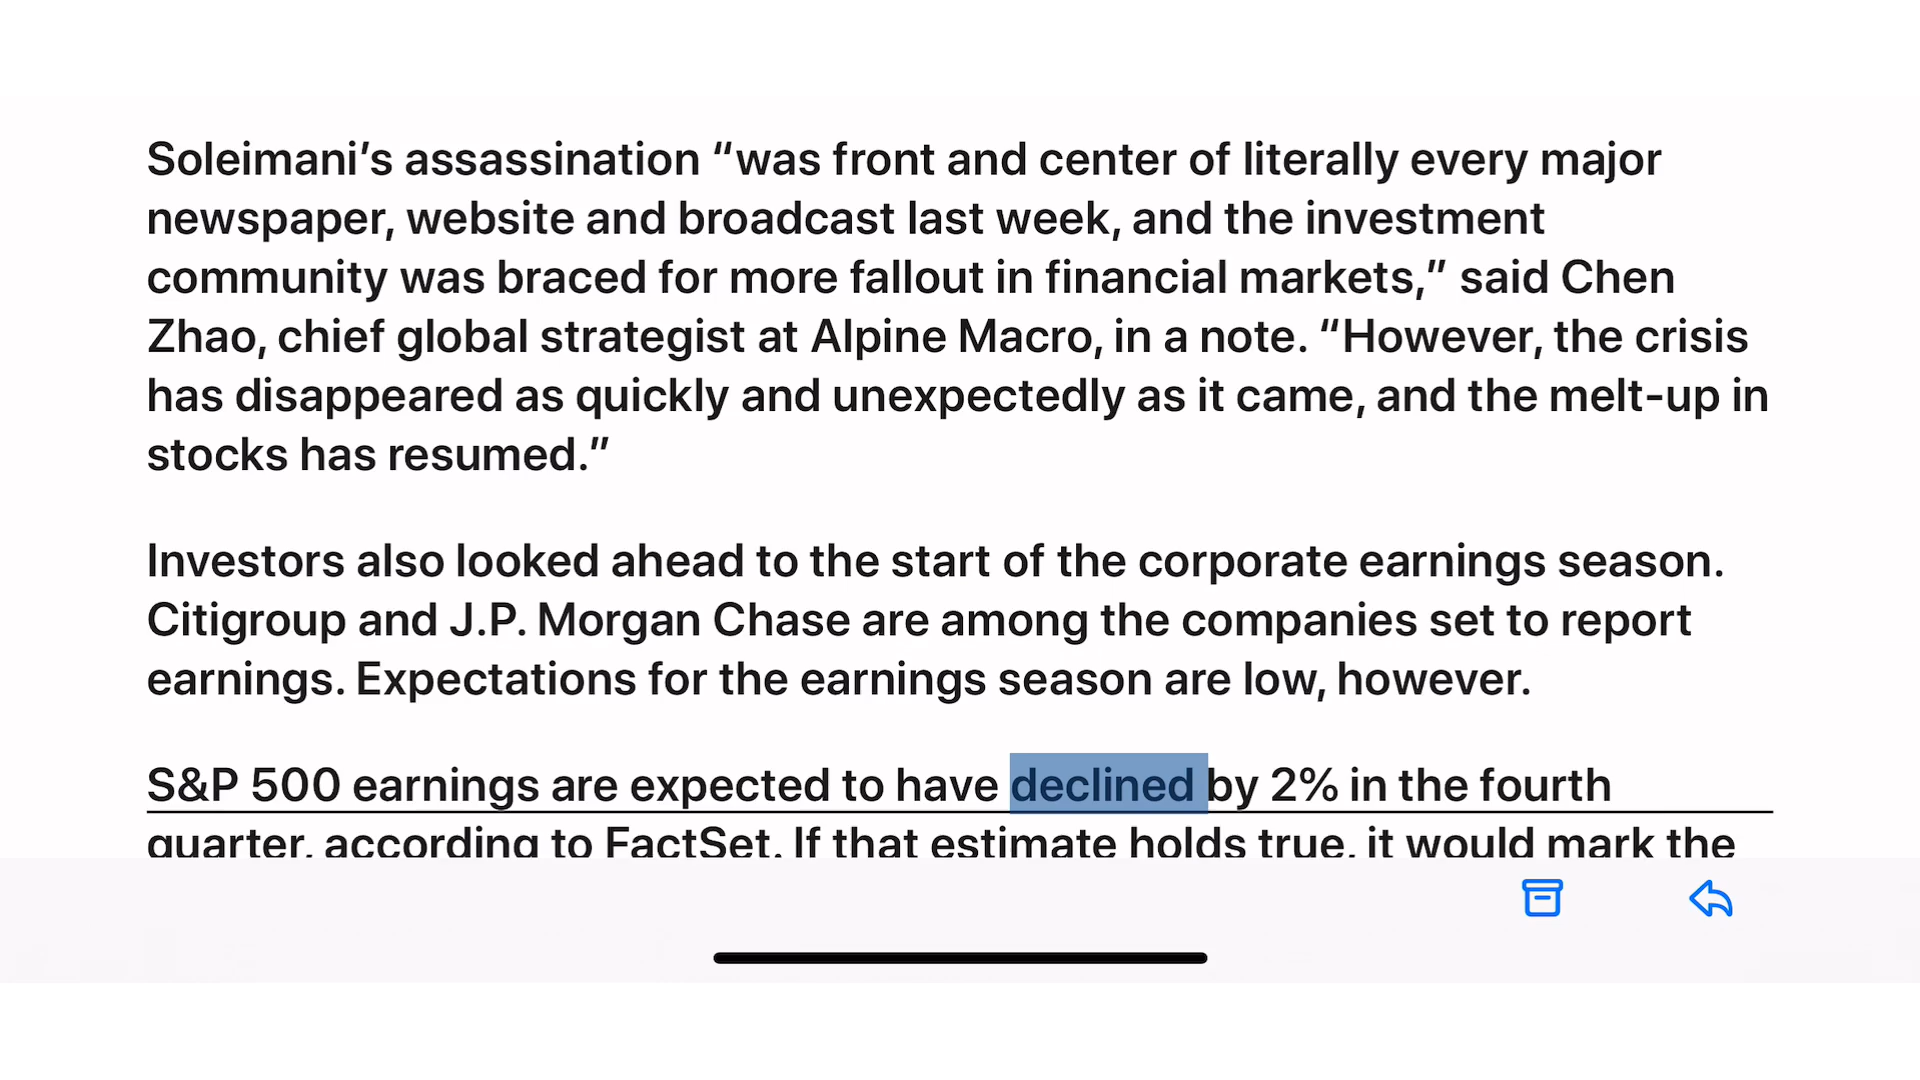 Soleimani’s assassination “was front and center of literally every major
newspaper, website and broadcast last week, and the investment
community was braced for more fallout in financial markets,” said Chen
Zhao, chief global strategist at Alpine Macro, in a note. “However, the crisis
has disappeared as quickly and unexpectedly as it came, and the melt-up in
stocks has resumed.”
Investors also looked ahead to the start of the corporate earnings season.
Citigroup and J.P. Morgan Chase are among the companies set to report
earnings. Expectations for the earnings season are low, however.
S&P 500 earnings are expected to have declined by 2% in the fourth
quarter, according to FactSet. If that estimate holds true, it would mark the